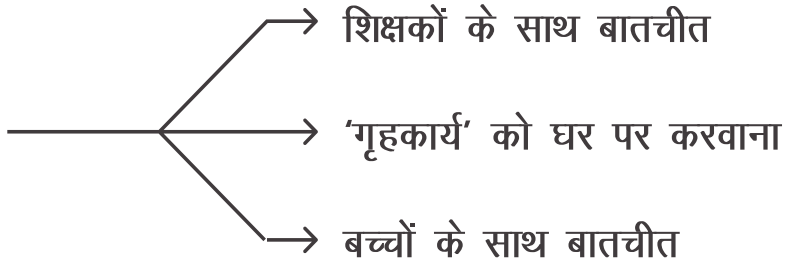 शिक्षकों के साथ बातचीत
‘गृहकार्य’ को घर पर करवाना
बच्चों के साथ बातचीत